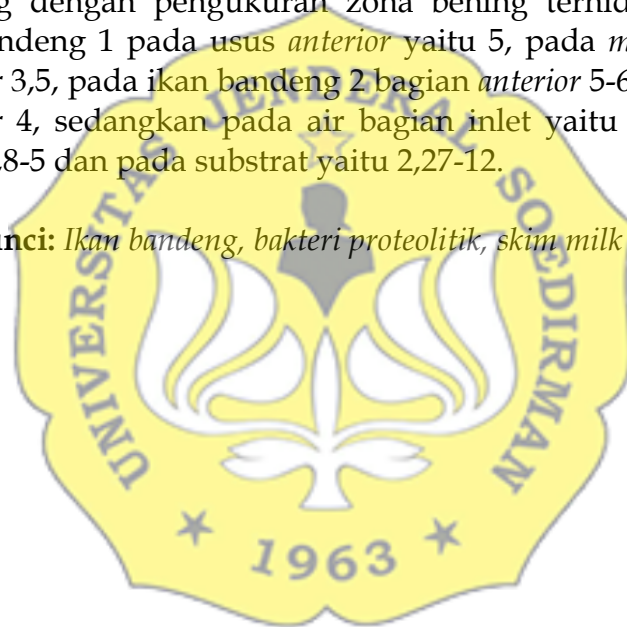 g dengan pengukuran zona bening
ndeng 1 pada usus anterior yaitu 5, pada
r 3,5, pada ikan bandeng 2 bagian anterior 5-6
r 4, sedangkan pada air bagian inlet yaitu
,8-5 dan pada substrat yaitu 2,27-12.
unci: Ikan bandeng, bakteri proteolitik, skim milk
UNIVERSITAS JENDERAL SOEDIRMAN
★ 1963 ★